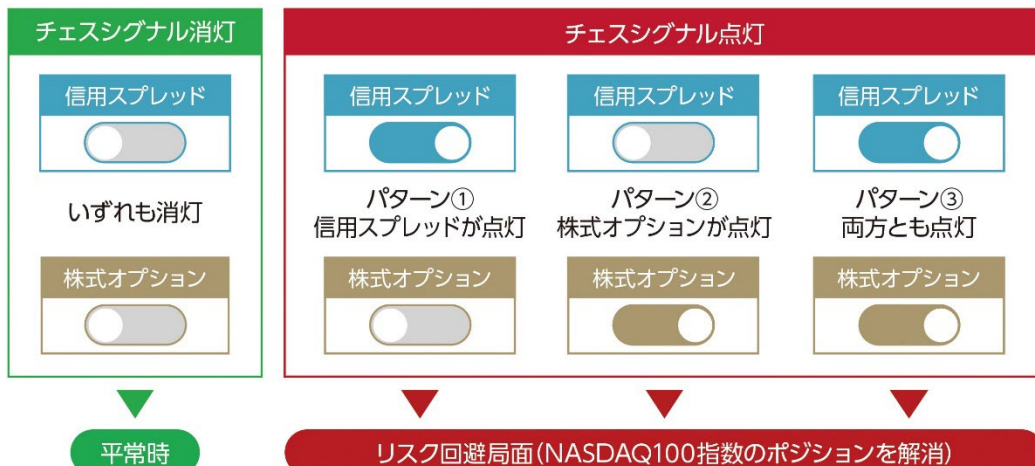 チェスシグナル消灯
信用スプレッド
いずれも消灯
株式オプション
平常時
チェスシグナル点灯
信用スプレッド
パターン①
信用スプレッドが点灯
株式オプション
信用スプレッド
パターン②
株式オプションが点灯
株式オプション
信用スプレッド
パターン③
両方とも点灯
株式オプション
リスク回避局面(NASDAQ100指数のポジションを解消)